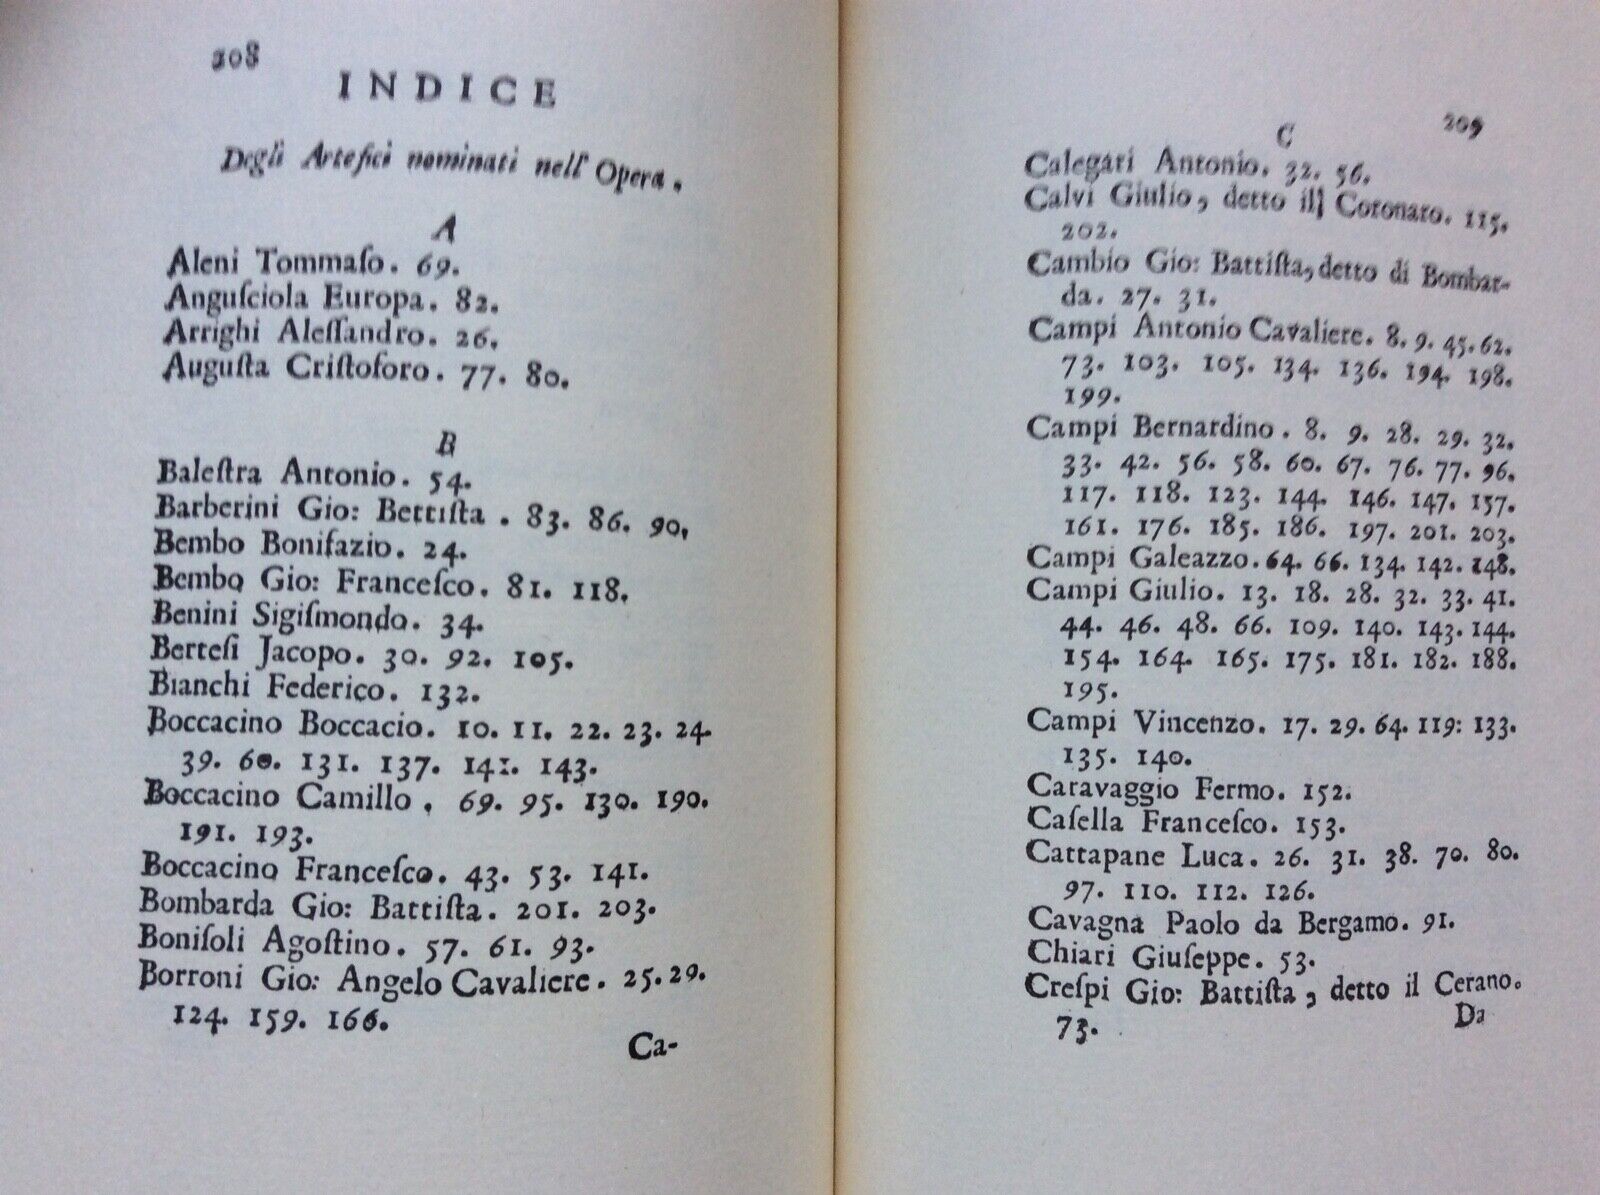 208
INDICE
Degli Artefici nominati nell' Opera.
A
Aleni Tommaſo. 69.
Anguſciola Europa. 82.
Arrighi Aleſſandro. 26.
Auguſta Criſtoforo. 77. 80.
B
Baleſtra Antonio. 54.
Barberini Gio: Bettiſta . 83. 86. 90.
Bembo Bonifazio. 24.
Bembo Gio: Franceſco. 81. 118.
Benini Sigiſmondo. 34.
Berteſi Jacopo. 30. 92. 105.
Bianchi Federico. 132.
Boccacino Boccacio. 10. 11. 22. 23. 24.
39. 60. 131. 137. 141. 143.
Boccacino Camillo. 69. 95. 130. 190.
191. 193.
Boccacino Franceſco. 43. 53. 141.
Bombarda Gio: Battiſta. 201. 203.
Boniſoli Agoſtino. 57. 61. 93.
Borroni Gio: Angelo Cavaliere. 25. 29.
124. 159. 166.
Ca-
209
C
Calegari Antonio. 32. 56.
Calvi Giulio, detto il Coronaro. 115.
202.
Cambio Gio: Battiſta, detto di Bombar-
da. 27. 31.
Campi Antonio Cavaliere. 8. 9. 45. 62.
73. 103. 105. 134. 136. 194. 198.
199.
Campi Bernardino. 8. 9. 28. 29. 32.
33. 42. 56. 58. 60. 67. 76. 77. 96.
117. 118. 123. 144. 146. 147. 157.
161. 176. 185. 186. 197. 201. 203.
Campi Galeazzo. 64. 66. 134. 142. 148.
Campi Giulio. 13. 18. 28. 32. 33. 41.
44. 46. 48. 66. 109. 140. 143. 144.
154. 164. 165. 175. 181. 182. 188.
195.
Campi Vincenzo. 17. 29. 64. 119: 133.
135. 140.
Caravaggio Fermo. 152.
Caſella Franceſco. 153.
Cattapane Luca. 26. 31. 38. 70. 80.
97. 110. 112. 126.
Cavagna Paolo da Bergamo. 91.
Chiari Giuſeppe. 53.
Creſpi Gio: Battiſta, detto il Cerano.
73.
Da